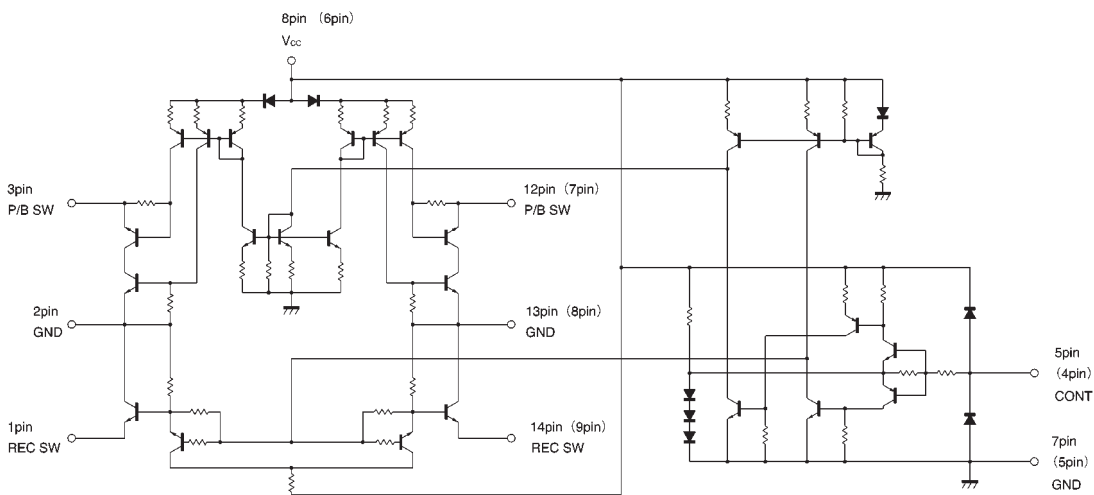 8pin (6pin)
Vcc
3pin
P/B SW
12pin (7pin)
P/B SW
2pin
GND
13pin (8pin)
GND
5pin
(4pin)
CONT
1pin
REC SW
14pin (9pin)
REC SW
7pin
(5pin)
GND